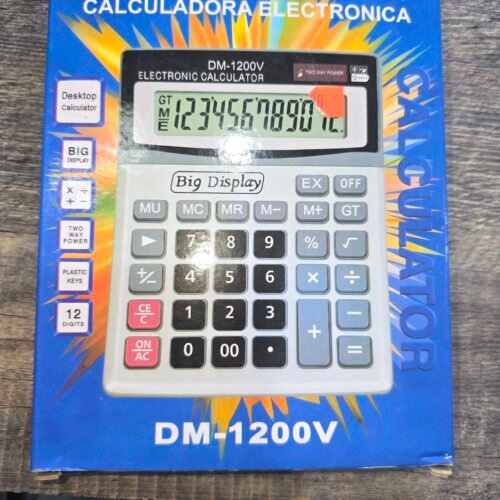 CALCULADORA ELECTRONICA
DM-1200V
ELECTRONIC CALCULATOR
TWO WAY POWER
GT
M
E
Desktop
Calculator
BIG
DISPLAY
× ÷
+ −
TWO
WAY
POWER
PLASTIC
KEYS
12
DIGITS
Big Display
EX OFF
MU MC MR M− M+ GT
▶ 7 8 9 % √
+/− 4 5 6 × ÷
CE/C 1 2 3 + −
ON/AC 0 00 • =
CALCULATOR
DM-1200V